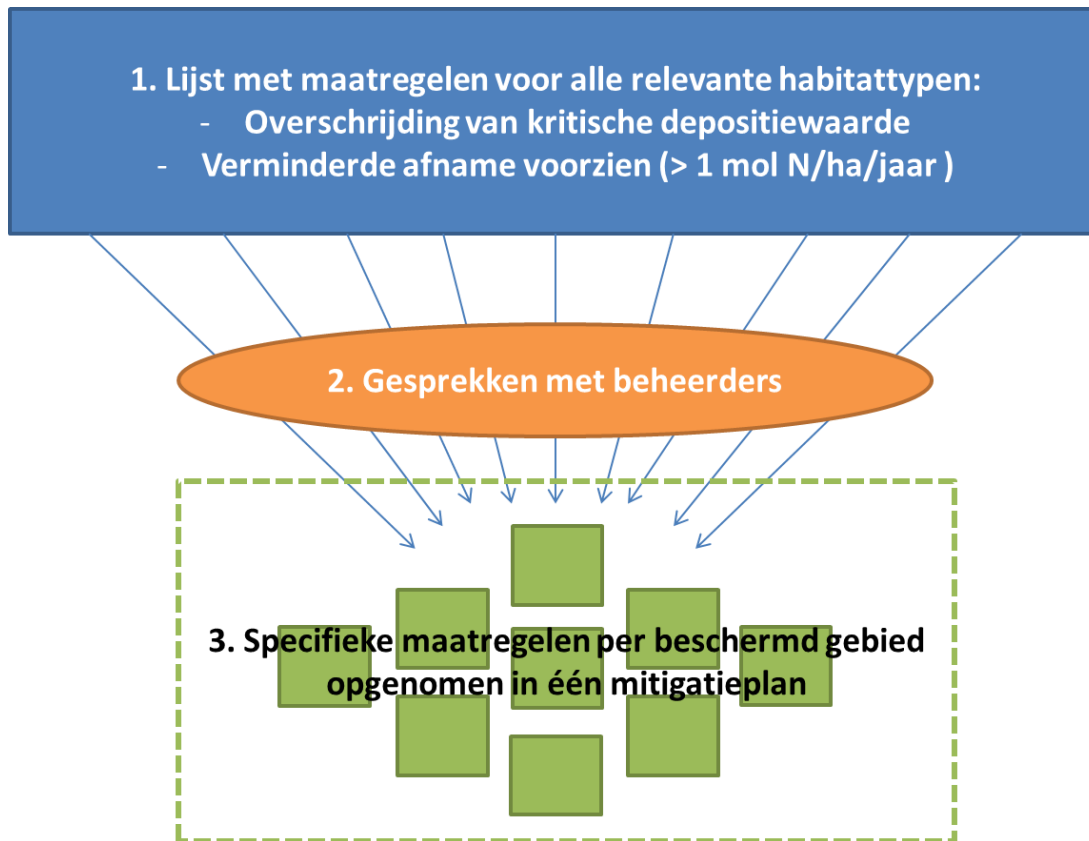 1. Lijst met maatregelen voor alle relevante habitattypen:
- Overschrijding van kritische depositiewaarde
- Verminderde afname voorzien (> 1 mol N/ha/jaar )
2. Gesprekken met beheerders
3. Specifieke maatregelen per beschermd gebied
opgenomen in één mitigatieplan